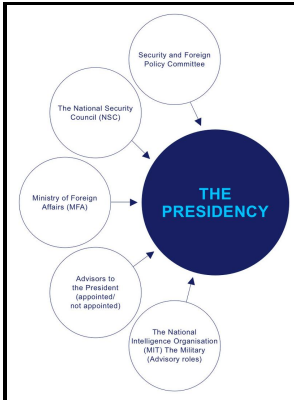 Security and Foreign
Policy Committee
The National Security
Council (NSC)
Ministry of Foreign
Affairs (MFA)
THE
PRESIDENCY
Advisors to
the President
(appointed/
not appointed)
The National
Intelligence Organisation
(MIT) The Military
(Advisory roles)